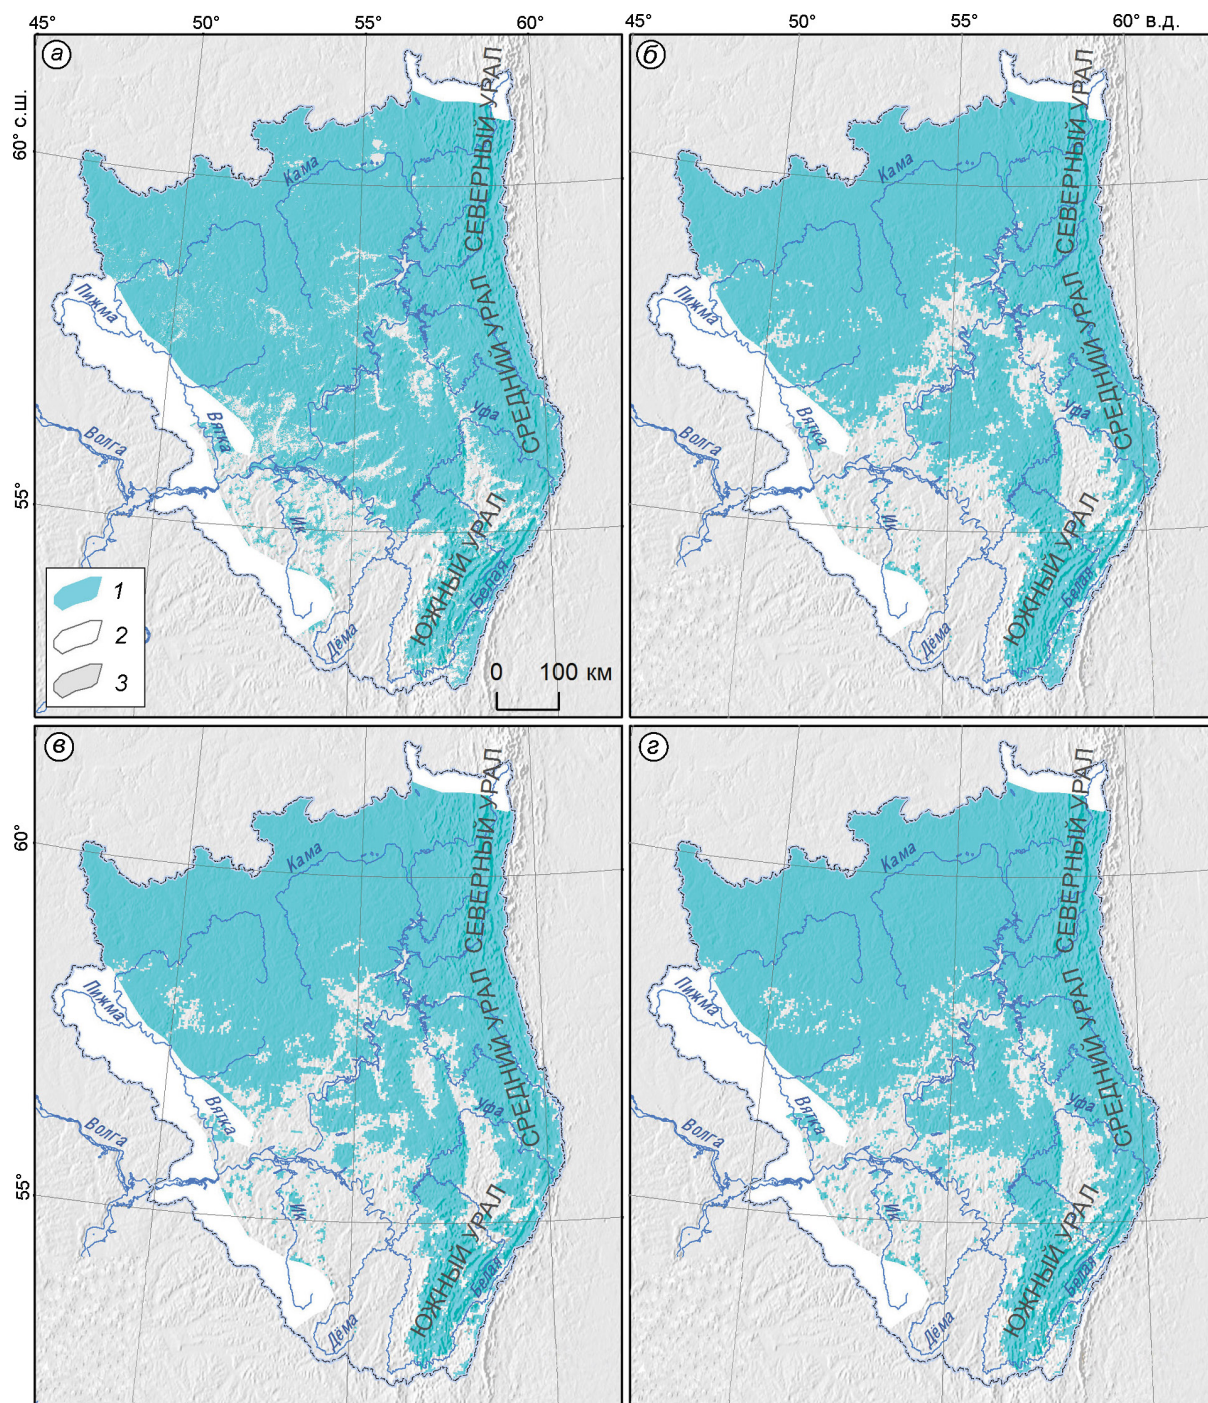 45° 50° 55° 60° 45° 50° 55° 60° в.д.
а
б
60° с.ш.
55°
СЕВЕРНЫЙ УРАЛ
СРЕДНИЙ УРАЛ
ЮЖНЫЙ УРАЛ
Кама
Пижма
Вятка
Волга
Уфа
Ик
Белая
Дёма
1
2
3
0 100 км
СЕВЕРНЫЙ УРАЛ
СРЕДНИЙ УРАЛ
ЮЖНЫЙ УРАЛ
Кама
Пижма
Вятка
Волга
Уфа
Ик
Белая
Дёма
в
г
60°
55°
СЕВЕРНЫЙ УРАЛ
СРЕДНИЙ УРАЛ
ЮЖНЫЙ УРАЛ
Кама
Пижма
Вятка
Волга
Уфа
Ик
Белая
Дёма
СЕВЕРНЫЙ УРАЛ
СРЕДНИЙ УРАЛ
ЮЖНЫЙ УРАЛ
Кама
Пижма
Вятка
Волга
Уфа
Ик
Белая
Дёма